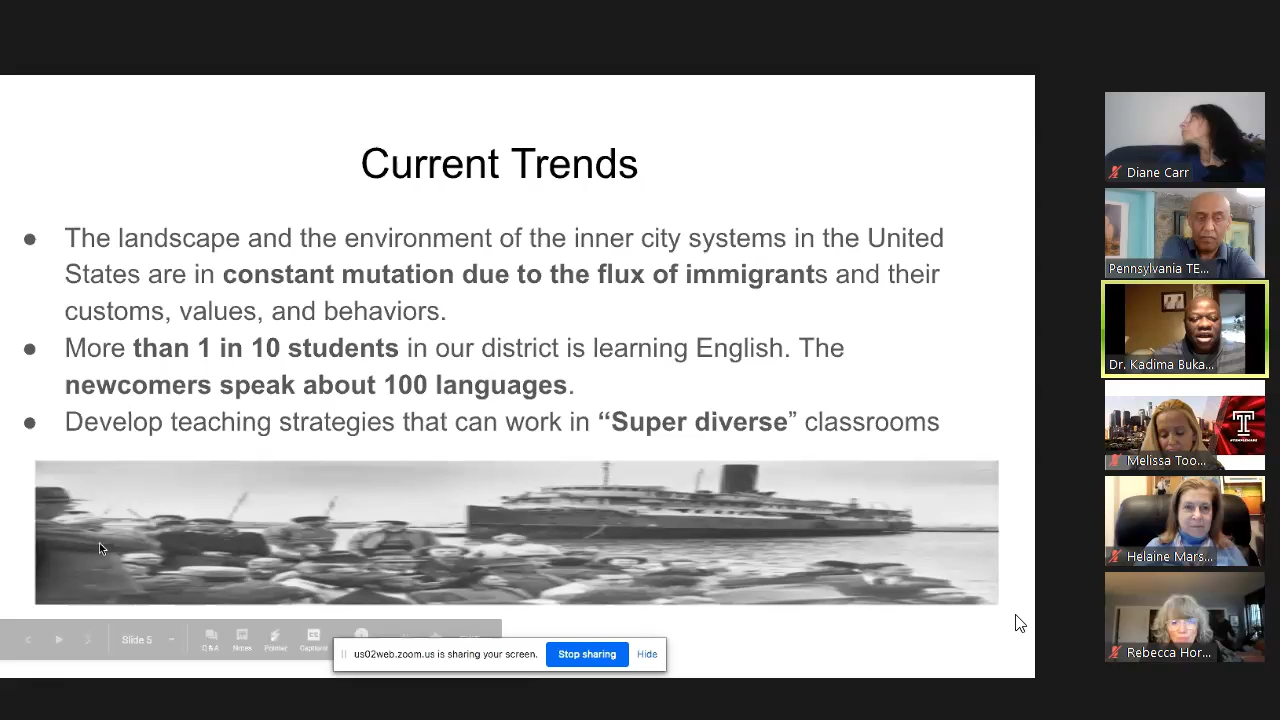 Current Trends
● The landscape and the environment of the inner city systems in the United
States are in constant mutation due to the flux of immigrants and their
customs, values, and behaviors.
● More than 1 in 10 students in our district is learning English. The
newcomers speak about 100 languages.
● Develop teaching strategies that can work in “Super diverse” classrooms
Slide 5
Q&A Notes Pointer Captions
us02web.zoom.us is sharing your screen. Stop sharing Hide
Diane Carr
Pennsylvania TE...
Dr. Kadima Buka...
Melissa Too...
Helaine Mars...
Rebecca Hor...